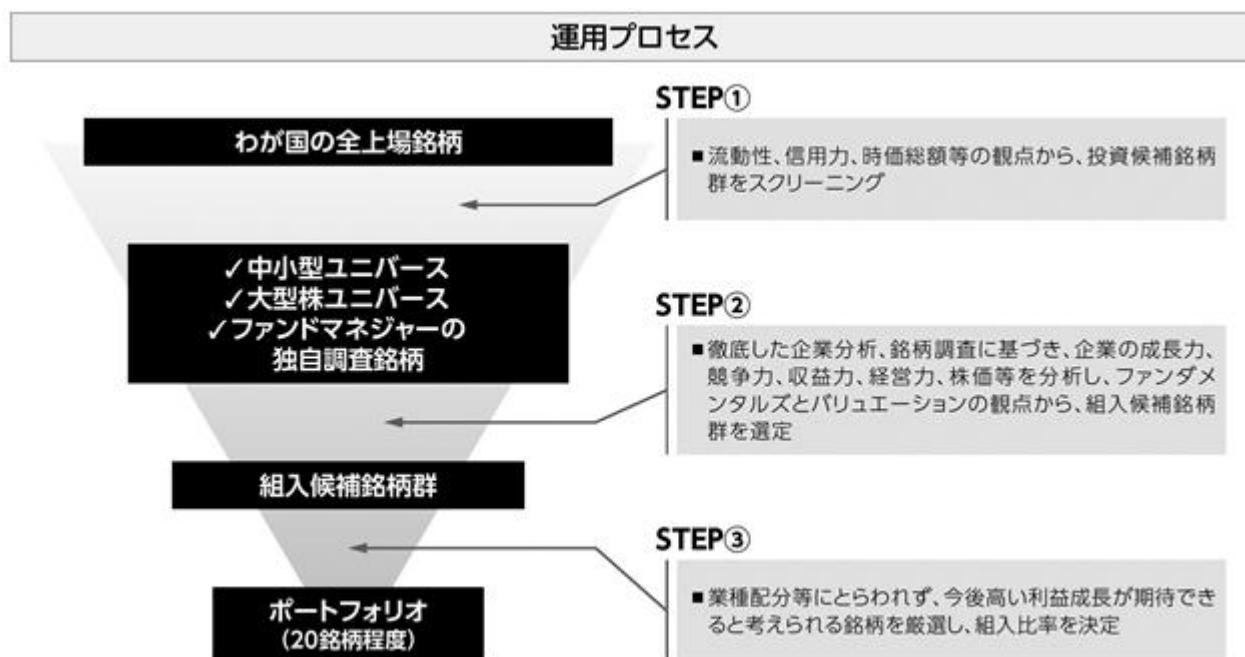 運用プロセス
わが国の全上場銘柄
STEP①
■流動性、信用力、時価総額等の観点から、投資候補銘柄
群をスクリーニング
✓中小型ユニバース
✓大型株ユニバース
✓ファンドマネジャーの
独自調査銘柄
STEP②
■徹底した企業分析、銘柄調査に基づき、企業の成長力、
競争力、収益力、経営力、株価等を分析し、ファンダメ
ンタルズとバリュエーションの観点から、組入候補銘柄
群を選定
組入候補銘柄群
STEP③
■業種配分等にとらわれず、今後高い利益成長が期待でき
ると考えられる銘柄を厳選し、組入比率を決定
ポートフォリオ
(20銘柄程度)